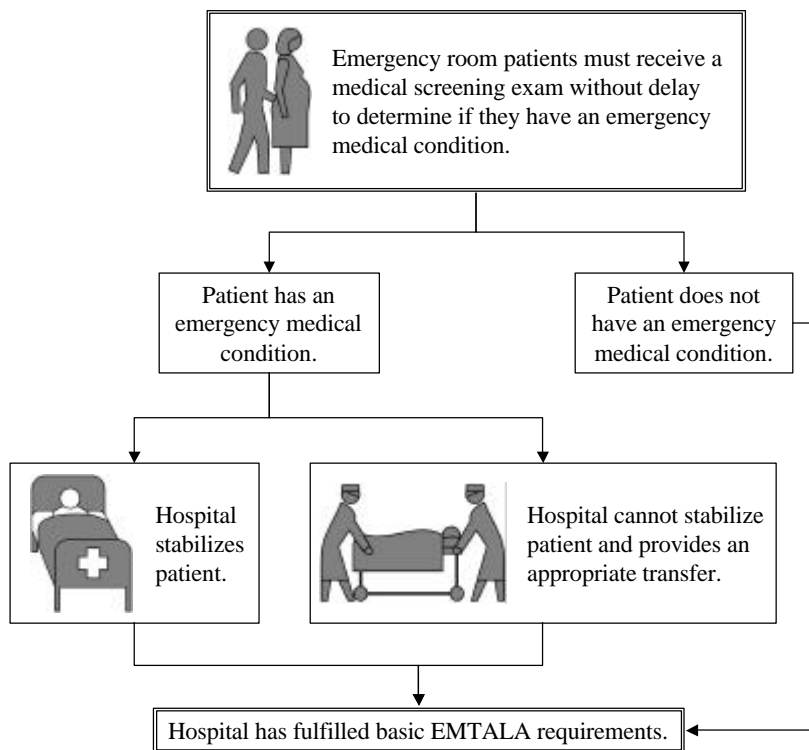 Emergency room patients must receive a
medical screening exam without delay
to determine if they have an emergency
medical condition.
Patient has an
emergency medical
condition.
Patient does not
have an emergency
medical condition.
Hospital
stabilizes
patient.
Hospital cannot stabilize
patient and provides an
appropriate transfer.
Hospital has fulfilled basic EMTALA requirements.